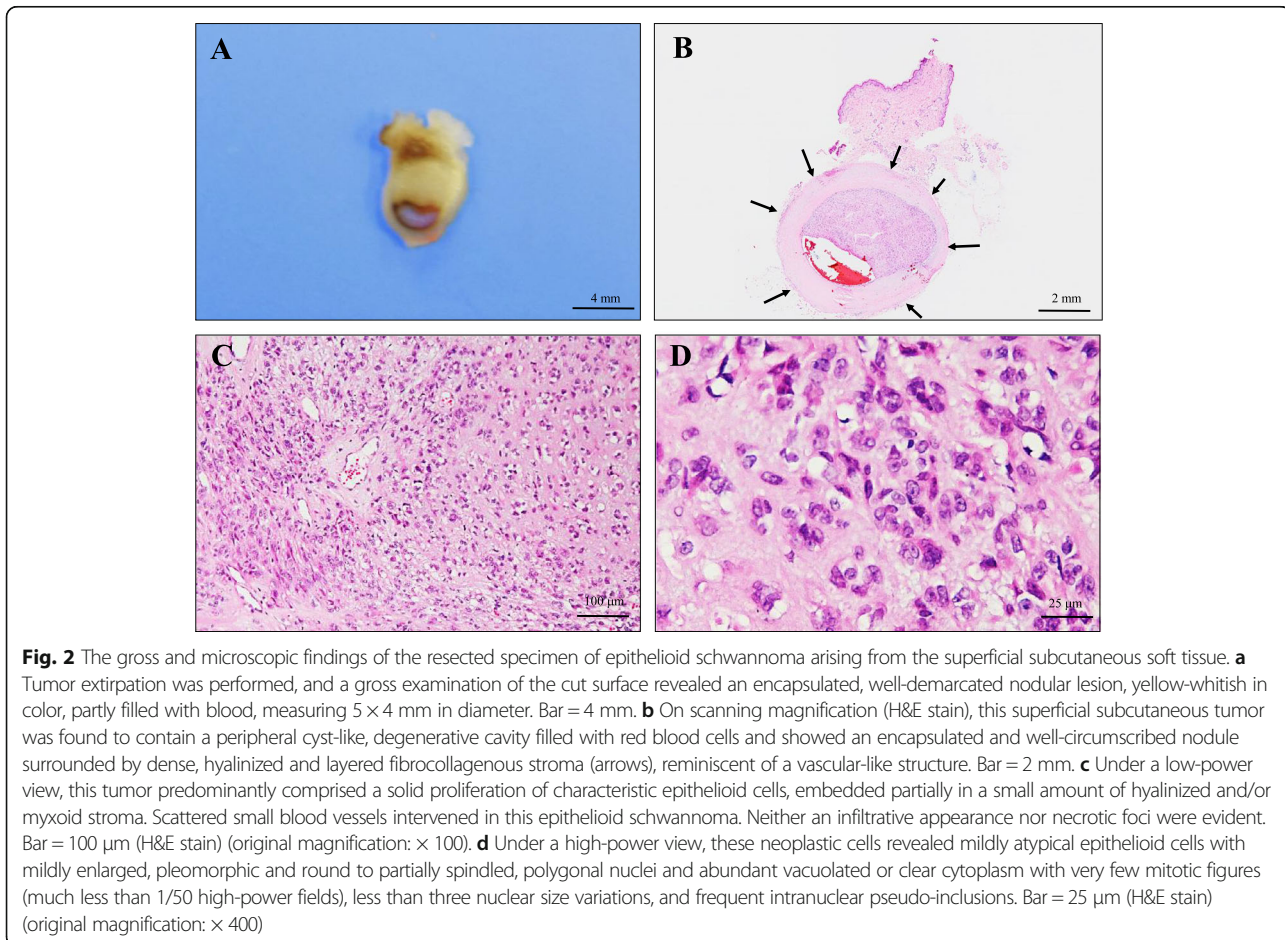 A
B
4 mm
2 mm
C
D
100 μm
25 μm
Fig. 2 The gross and microscopic findings of the resected specimen of epithelioid schwannoma arising from the superficial subcutaneous soft tissue. a
Tumor extirpation was performed, and a gross examination of the cut surface revealed an encapsulated, well-demarcated nodular lesion, yellow-whitish in
color, partly filled with blood, measuring 5 × 4 mm in diameter. Bar = 4 mm. b On scanning magnification (H&E stain), this superficial subcutaneous tumor
was found to contain a peripheral cyst-like, degenerative cavity filled with red blood cells and showed an encapsulated and well-circumscribed nodule
surrounded by dense, hyalinized and layered fibrocollagenous stroma (arrows), reminiscent of a vascular-like structure. Bar = 2 mm. c Under a low-power
view, this tumor predominantly comprised a solid proliferation of characteristic epithelioid cells, embedded partially in a small amount of hyalinized and/or
myxoid stroma. Scattered small blood vessels intervened in this epithelioid schwannoma. Neither an infiltrative appearance nor necrotic foci were evident.
Bar = 100 μm (H&E stain) (original magnification: × 100). d Under a high-power view, these neoplastic cells revealed mildly atypical epithelioid cells with
mildly enlarged, pleomorphic and round to partially spindled, polygonal nuclei and abundant vacuolated or clear cytoplasm with very few mitotic figures
(much less than 1/50 high-power fields), less than three nuclear size variations, and frequent intranuclear pseudo-inclusions. Bar = 25 μm (H&E stain)
(original magnification: × 400)